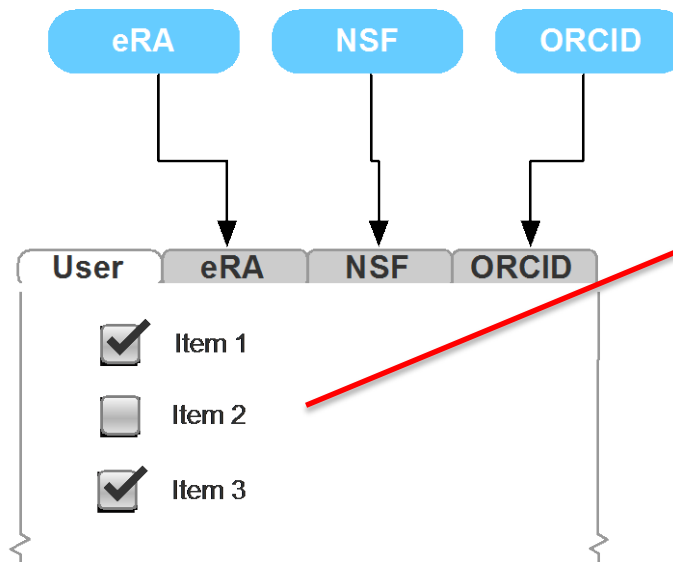 eRA NSF ORCID
User eRA NSF ORCID
Item 1
Item 2
Item 3